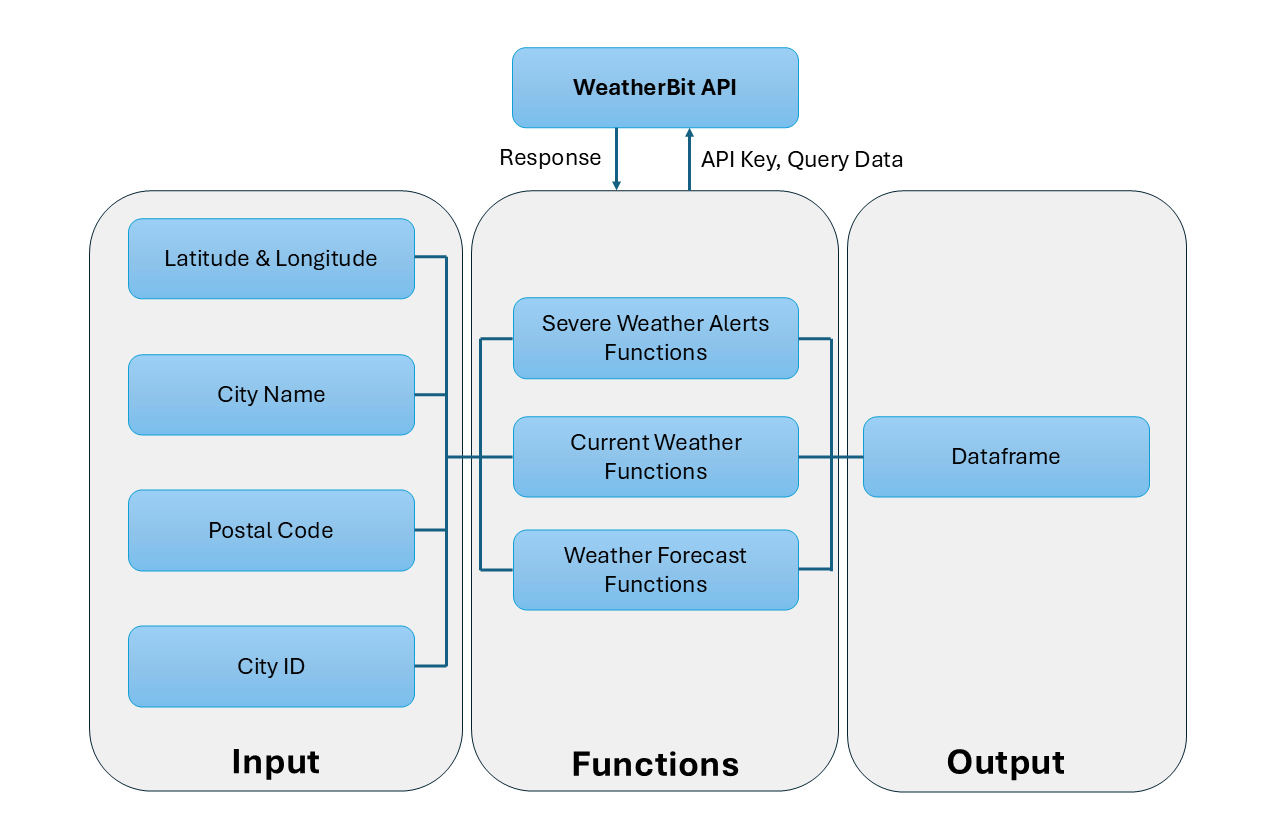 WeatherBit API
Response
API Key, Query Data
Latitude & Longitude
City Name
Postal Code
City ID
Input
Severe Weather Alerts
Functions
Current Weather
Functions
Weather Forecast
Functions
Functions
Dataframe
Output